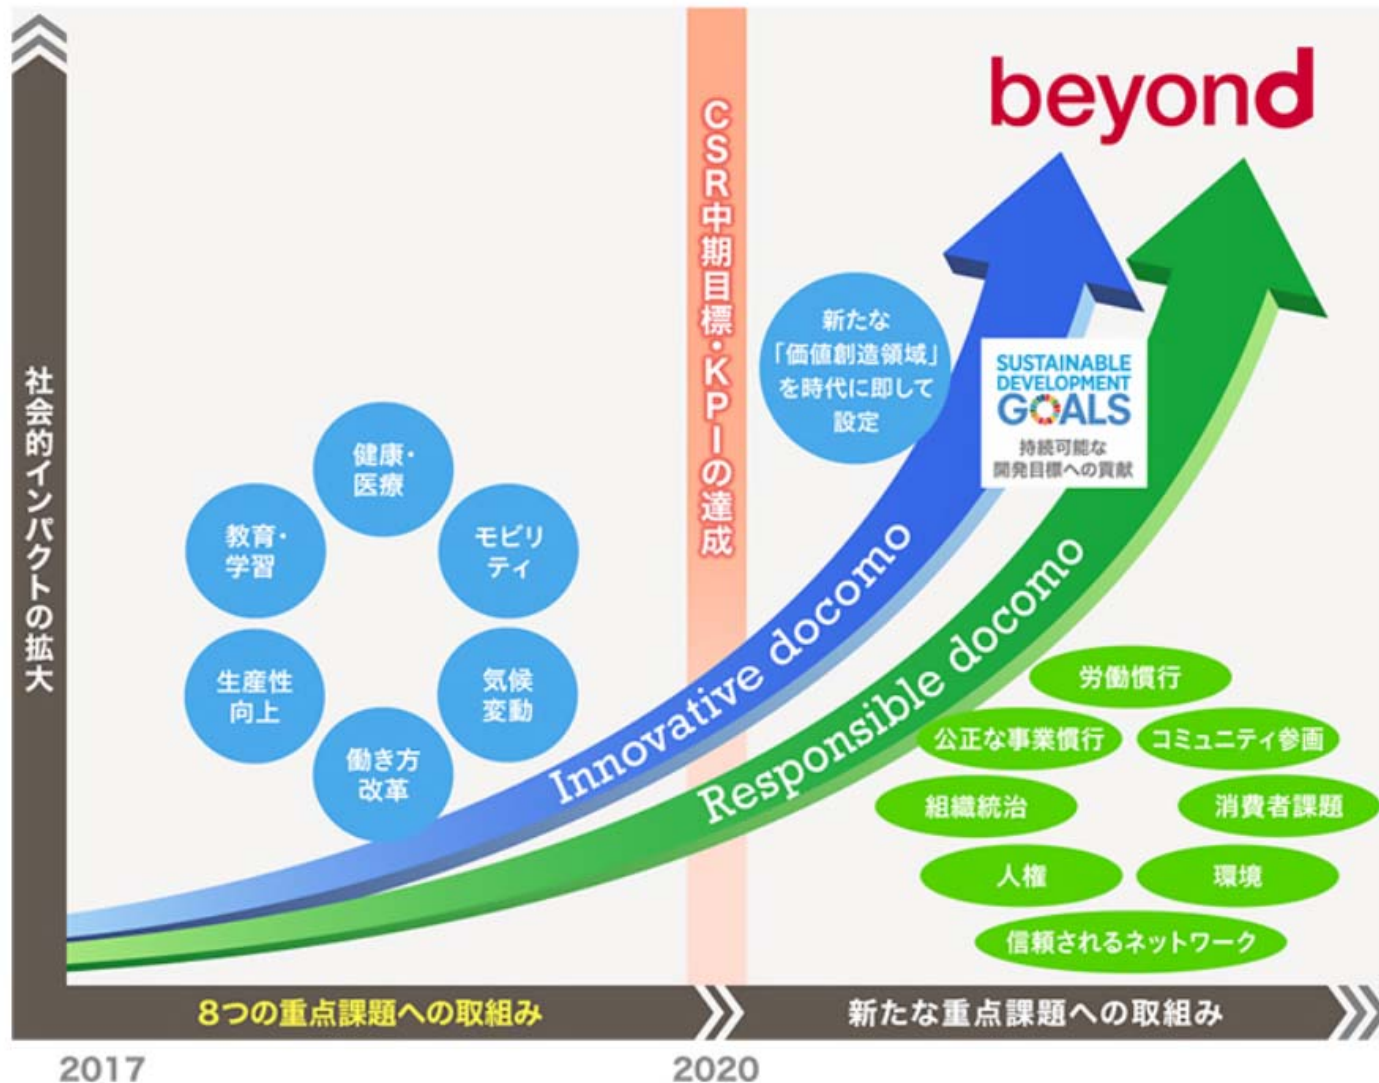 beyond
CSR中期目標・KPIの達成
社会的インパクトの拡大
新たな
「価値創造領域」
を時代に即して
設定
SUSTAINABLE
DEVELOPMENT
GOALS
持続可能な
開発目標への貢献
健康・
医療
教育・
学習
モビリ
ティ
生産性
向上
気候
変動
働き方
改革
Innovative docomo
Responsible docomo
労働慣行
公正な事業慣行
コミュニティ参画
組織統治
消費者課題
人権
環境
信頼されるネットワーク
8つの重点課題への取組み
新たな重点課題への取組み
2017
2020